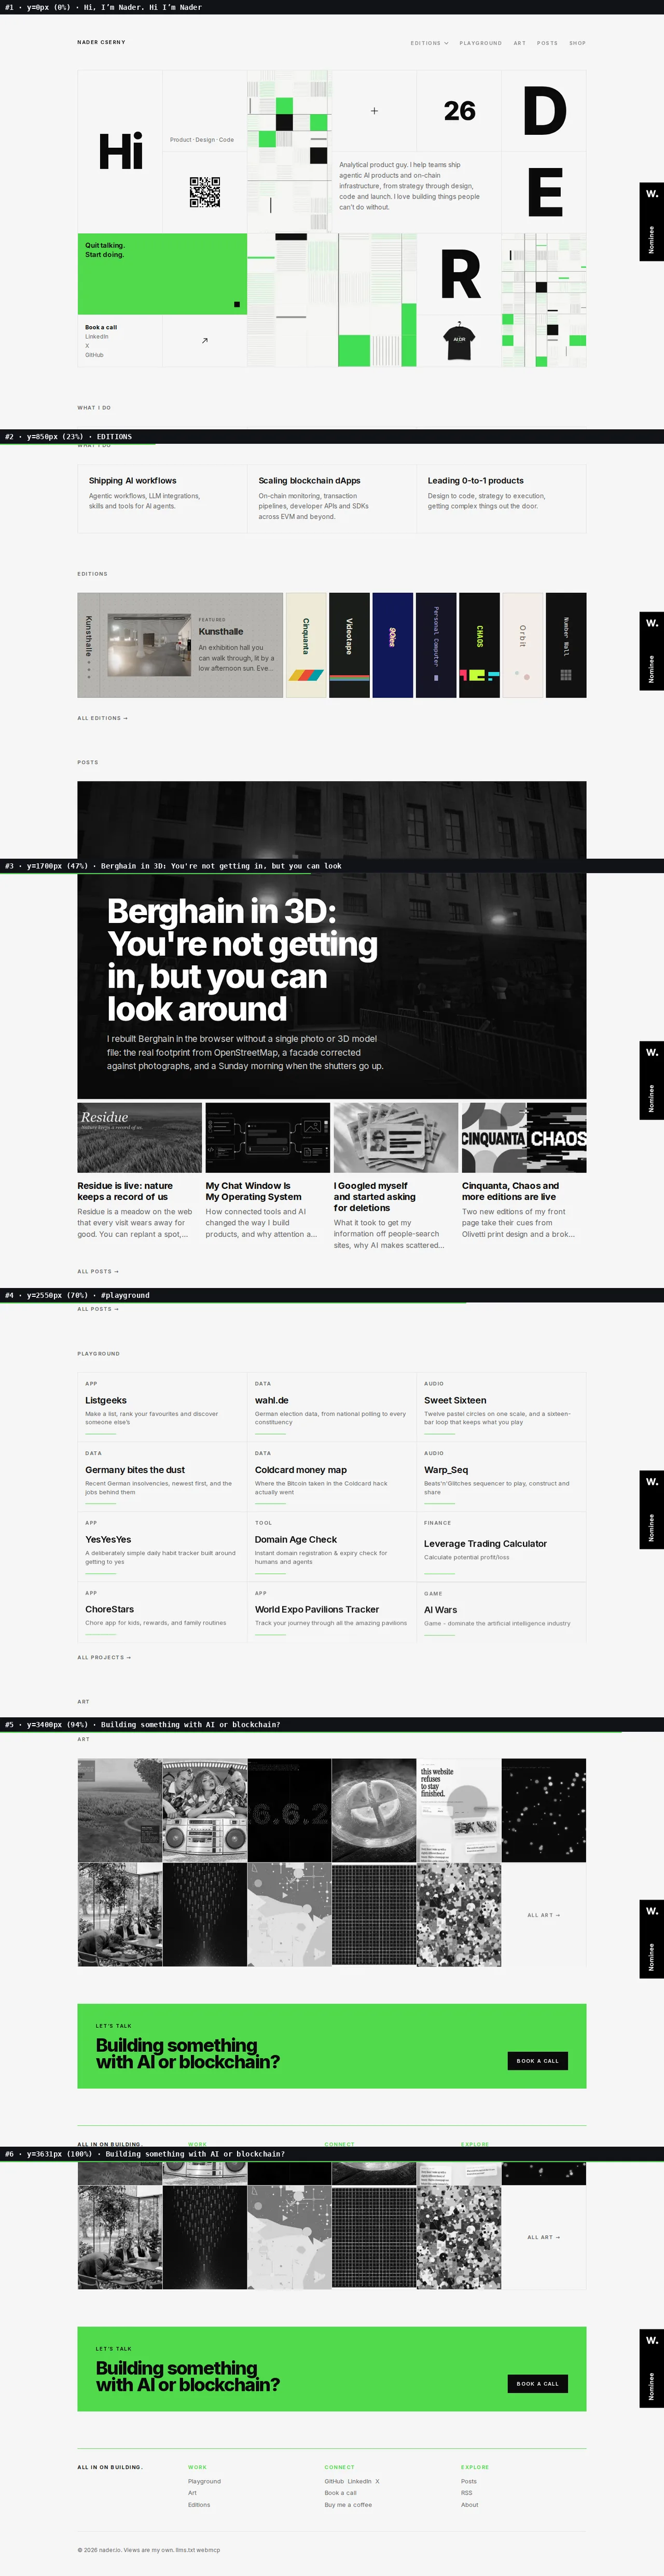 #1 · y=0px (0%) · Hi, I’m Nader. Hi I’m Nader
NADER CSERNY
EDITIONS
PLAYGROUND
ART
POSTS
SHOP
Hi
Product · Design · Code
+
26
D
Analytical product guy. I help teams ship
agentic AI products and on-chain
infrastructure, from strategy through design,
code and launch. I love building things people
can’t do without.
E
W.
Nominee
Quit talking.
Start doing.
R
AI DR
Book a call
LinkedIn
X
GitHub
↗
WHAT I DO
#2 · y=850px (23%) · EDITIONS
WHAT I DO
Shipping AI workflows
Agentic workflows, LLM integrations,
skills and tools for AI agents.
Scaling blockchain dApps
On-chain monitoring, transaction
pipelines, developer APIs and SDKs
across EVM and beyond.
Leading 0-to-1 products
Design to code, strategy to execution,
getting complex things out the door.
EDITIONS
Kunsthalle
FEATURED
Kunsthalle
An exhibition hall you
can walk through, lit by a
low afternoon sun. Eve…
Cinquanta
Videotape
90ies
Personal Computer
CHAOS
Orbit
Number Wall
W.
Nominee
ALL EDITIONS →
POSTS
#3 · y=1700px (47%) · Berghain in 3D: You're not getting in, but you can look
Berghain in 3D:
You're not getting
in, but you can
look around
I rebuilt Berghain in the browser without a single photo or 3D model
file: the real footprint from OpenStreetMap, a facade corrected
against photographs, and a Sunday morning when the shutters go up.
W.
Nominee
Residue
Nature keeps a record of us.
CINQUANTA
CHAOS
Residue is live: nature
keeps a record of us
Residue is a meadow on the web
that every visit wears away for
good. You can replant a spot,…
My Chat Window Is
My Operating System
How connected tools and AI
changed the way I build
products, and why attention a…
I Googled myself
and started asking
for deletions
What it took to get my
information off people-search
sites, why AI makes scattered…
Cinquanta, Chaos and
more editions are live
Two new editions of my front
page take their cues from
Olivetti print design and a brok…
ALL POSTS →
#4 · y=2550px (70%) · #playground
ALL POSTS →
PLAYGROUND
APP
Listgeeks
Make a list, rank your favourites and discover
someone else’s
DATA
wahl.de
German election data, from national polling to every
constituency
AUDIO
Sweet Sixteen
Twelve pastel circles on one scale, and a sixteen-
bar loop that keeps what you play
DATA
Germany bites the dust
Recent German insolvencies, newest first, and the
jobs behind them
DATA
Coldcard money map
Where the Bitcoin taken in the Coldcard hack
actually went
AUDIO
Warp_Seq
Beats'n'Glitches sequencer to play, construct and
share
APP
YesYesYes
A deliberately simple daily habit tracker built around
getting to yes
TOOL
Domain Age Check
Instant domain registration & expiry check for
humans and agents
FINANCE
Leverage Trading Calculator
Calculate potential profit/loss
W.
Nominee
APP
ChoreStars
Chore app for kids, rewards, and family routines
APP
World Expo Pavilions Tracker
Track your journey through all the amazing pavilions
GAME
AI Wars
Game - dominate the artificial intelligence industry
ALL PROJECTS →
ART
#5 · y=3400px (94%) · Building something with AI or blockchain?
ART
6.6.2
this website
refuses
to stay
finished.
ALL ART →
W.
Nominee
LET'S TALK
Building something
with AI or blockchain?
BOOK A CALL
ALL IN ON BUILDING.
WORK
CONNECT
EXPLORE
#6 · y=3631px (100%) · Building something with AI or blockchain?
ALL ART →
LET'S TALK
Building something
with AI or blockchain?
BOOK A CALL
W.
Nominee
ALL IN ON BUILDING.
WORK
Playground
Art
Editions
CONNECT
GitHub LinkedIn X
Book a call
Buy me a coffee
EXPLORE
Posts
RSS
About
© 2026 nader.io. Views are my own. llms.txt webmcp